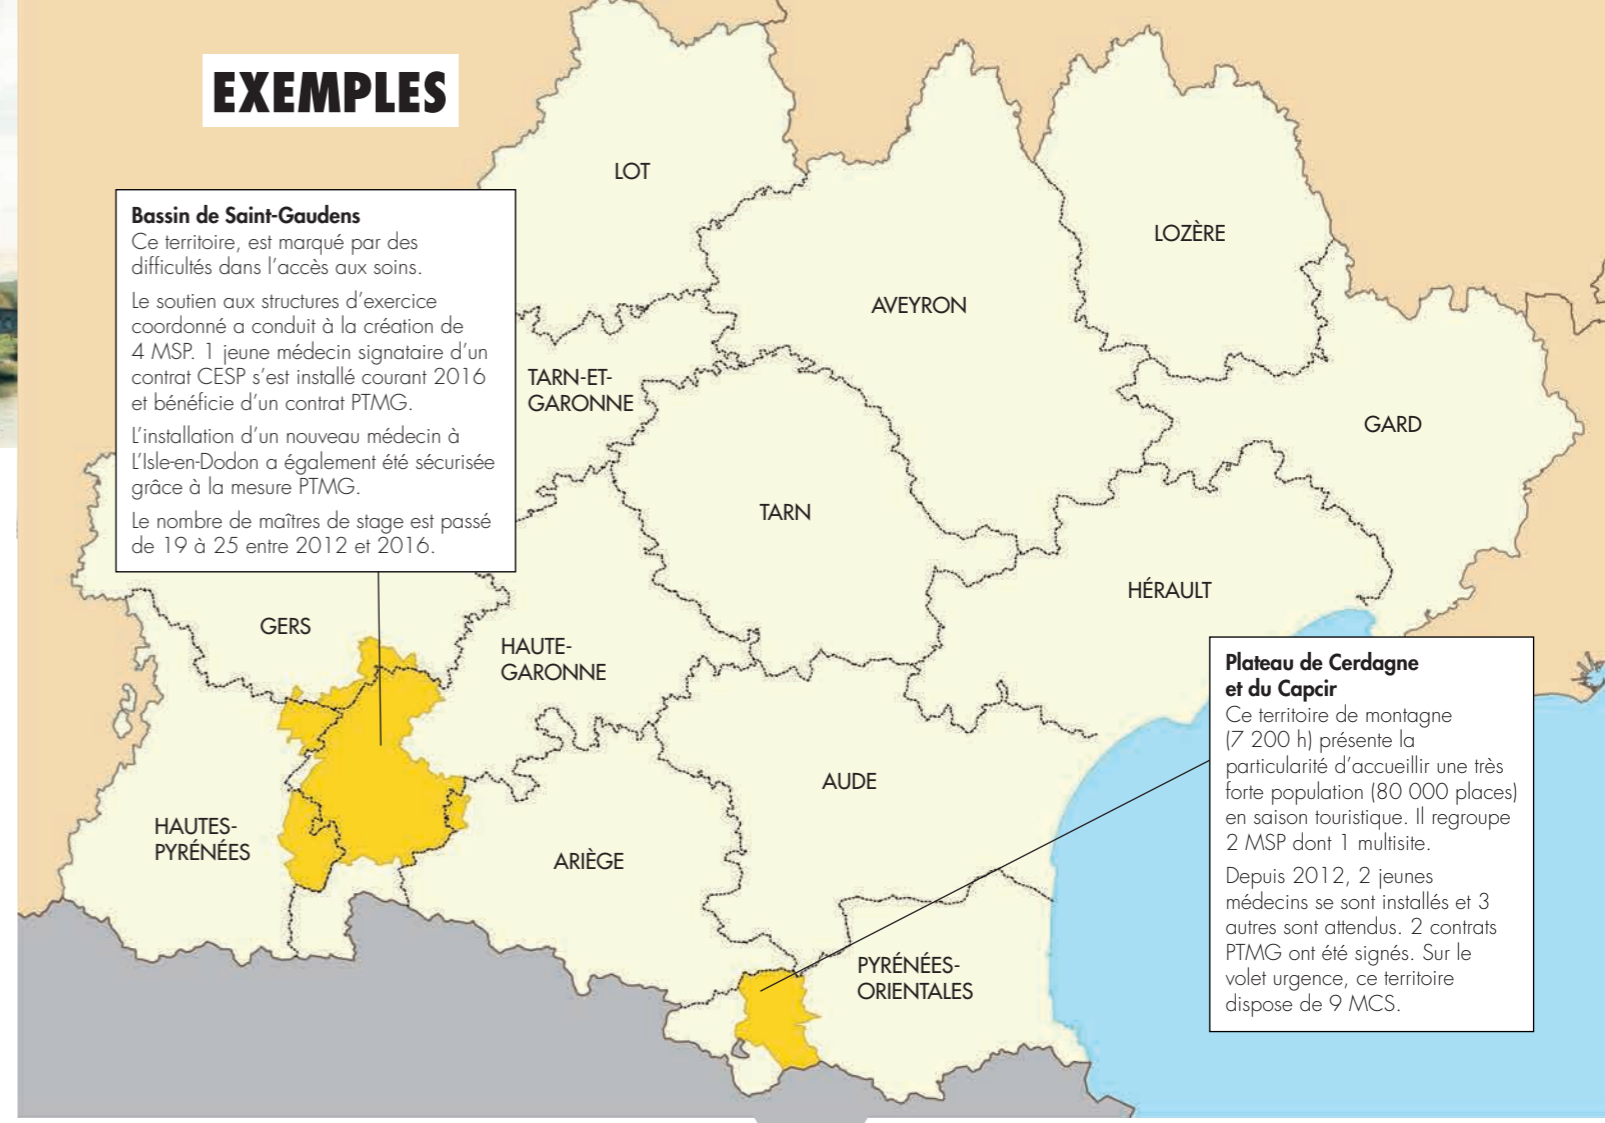 EXEMPLES
LOT
LOZÈRE
Bassin de Saint-Gaudens
Ce territoire, est marqué par des
difficultés dans l'accès aux soins.
Le soutien aux structures d'exercice
coordonné a conduit à la création de
4 MSP. 1 jeune médecin signataire d'un
contrat CESP s'est installé courant 2016
et bénéficie d'un contrat PTMG.
L'installation d'un nouveau médecin à
L'Isle-en-Dodon a également été sécurisée
grâce à la mesure PTMG.
Le nombre de maîtres de stage est passé
de 19 à 25 entre 2012 et 2016.
AVEYRON
TARN-ET-
GARONNE
GARD
TARN
HÉRAULT
GERS
HAUTE-
GARONNE
Plateau de Cerdagne
et du Capcir
Ce territoire de montagne
(7 200 h) présente la
particularité d'accueillir une très
forte population (80 000 places)
en saison touristique. Il regroupe
2 MSP dont 1 multisite.
Depuis 2012, 2 jeunes
médecins se sont installés et 3
autres sont attendus. 2 contrats
PTMG ont été signés. Sur le
volet urgence, ce territoire
dispose de 9 MCS.
AUDE
HAUTES-
PYRÉNÉES
ARIÈGE
PYRÉNÉES-
ORIENTALES